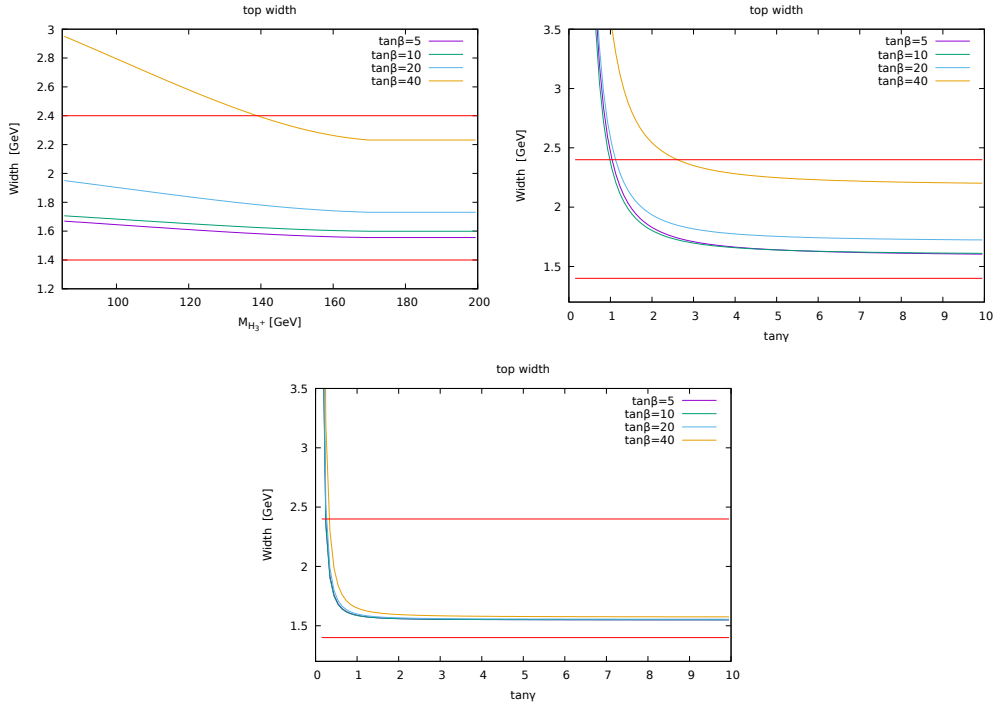 top width
Width [GeV]
3
2.8
2.6
2.4
2.2
2
1.8
1.6
1.4
1.2
tanβ=5
tanβ=10
tanβ=20
tanβ=40
100
120
140
160
180
200
M_H₃⁺ [GeV]
top width
Width [GeV]
3.5
3
2.5
2
1.5
tanβ=5
tanβ=10
tanβ=20
tanβ=40
0
1
2
3
4
5
6
7
8
9
10
tanγ
top width
Width [GeV]
3.5
3
2.5
2
1.5
tanβ=5
tanβ=10
tanβ=20
tanβ=40
0
1
2
3
4
5
6
7
8
9
10
tanγ